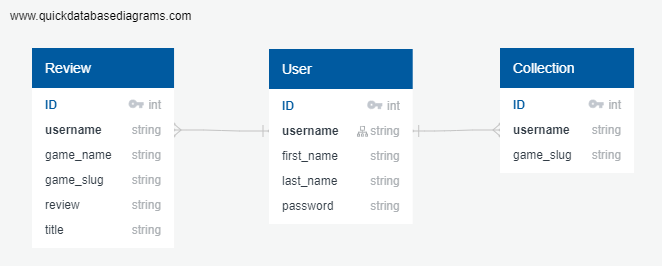 www.quickdatabasediagrams.com
Review
ID int
username string
game_name string
game_slug string
review string
title string
User
ID int
username string
first_name string
last_name string
password string
Collection
ID int
username string
game_slug string